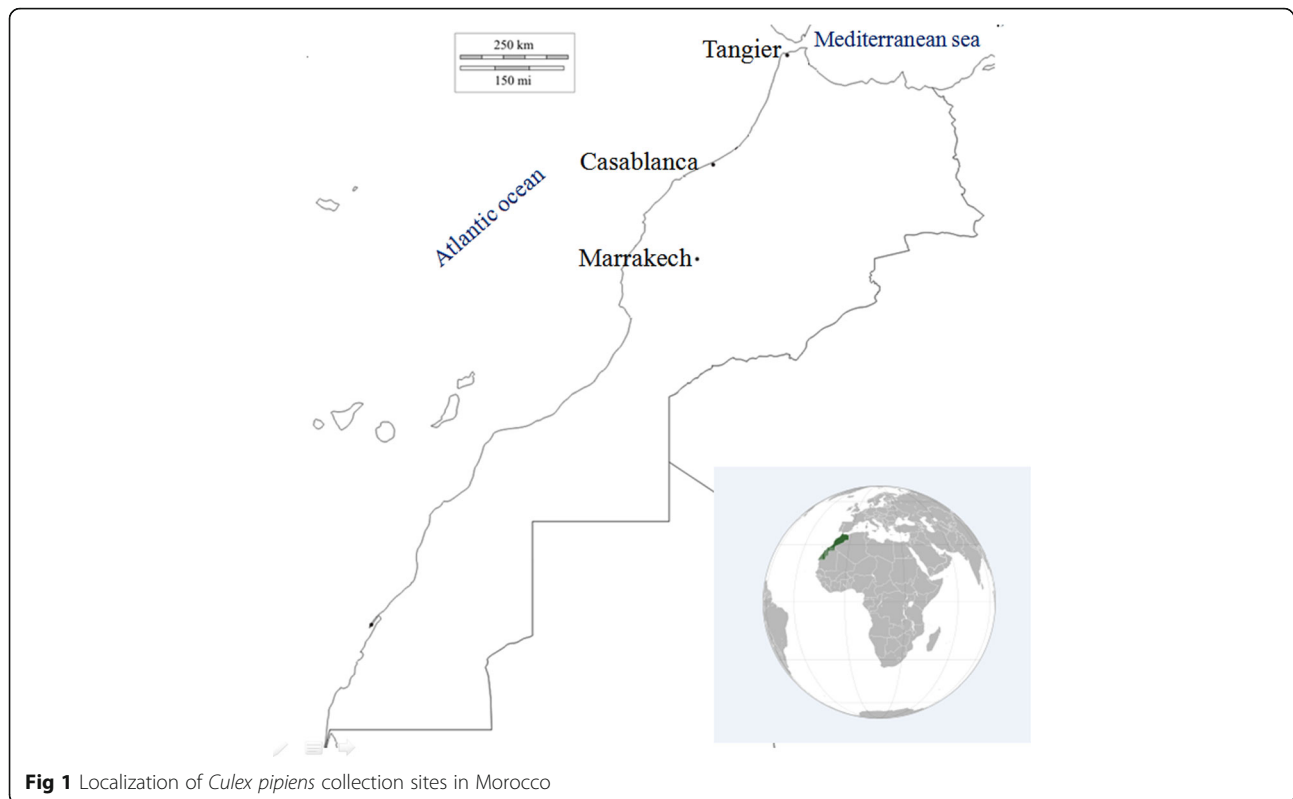 250 km
150 mi
Tangier
Mediterranean sea
Casablanca
Atlantic ocean
Marrakech
Fig 1 Localization of Culex pipiens collection sites in Morocco